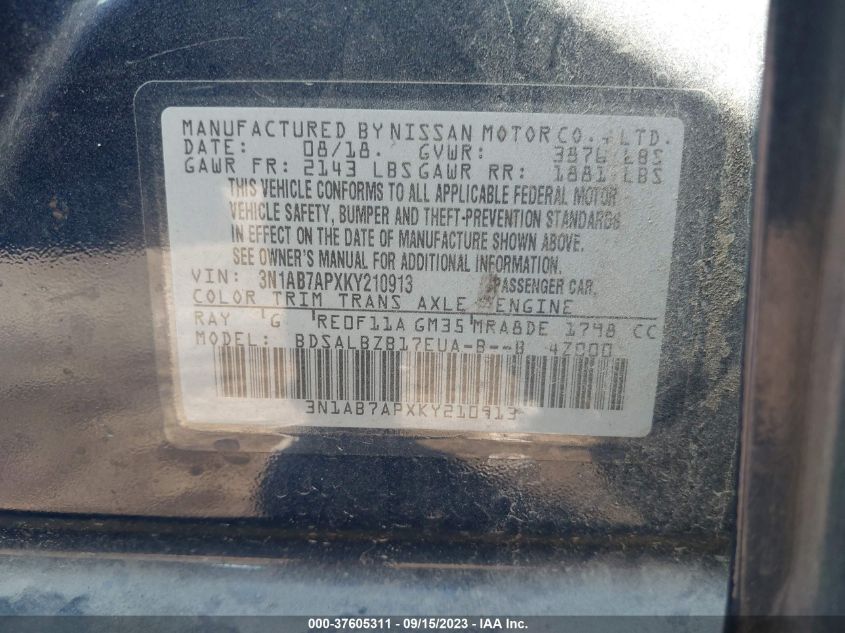 MANUFACTURED BY NISSAN MOTOR CO., LTD.
DATE: 08/18. GVWR: 3876 LBS
GAWR FR: 2143 LBS GAWR RR: 1881 LBS
THIS VEHICLE CONFORMS TO ALL APPLICABLE FEDERAL MOTOR
VEHICLE SAFETY, BUMPER AND THEFT-PREVENTION STANDARDS
IN EFFECT ON THE DATE OF MANUFACTURE SHOWN ABOVE.
SEE OWNER'S MANUAL FOR ADDITIONAL INFORMATION.
VIN: 3N1AB7APXKY210913 PASSENGER CAR.
COLOR TRIM TRANS AXLE ENGINE
RAY G RE0F11A GM35 MRA8DE 1798 CC
MODEL: BDSALBZB17EUA-B--B 4Z000
3N1AB7APXKY210913
000-37605311 - 09/15/2023 - COPYRIGHT IAA, INC.